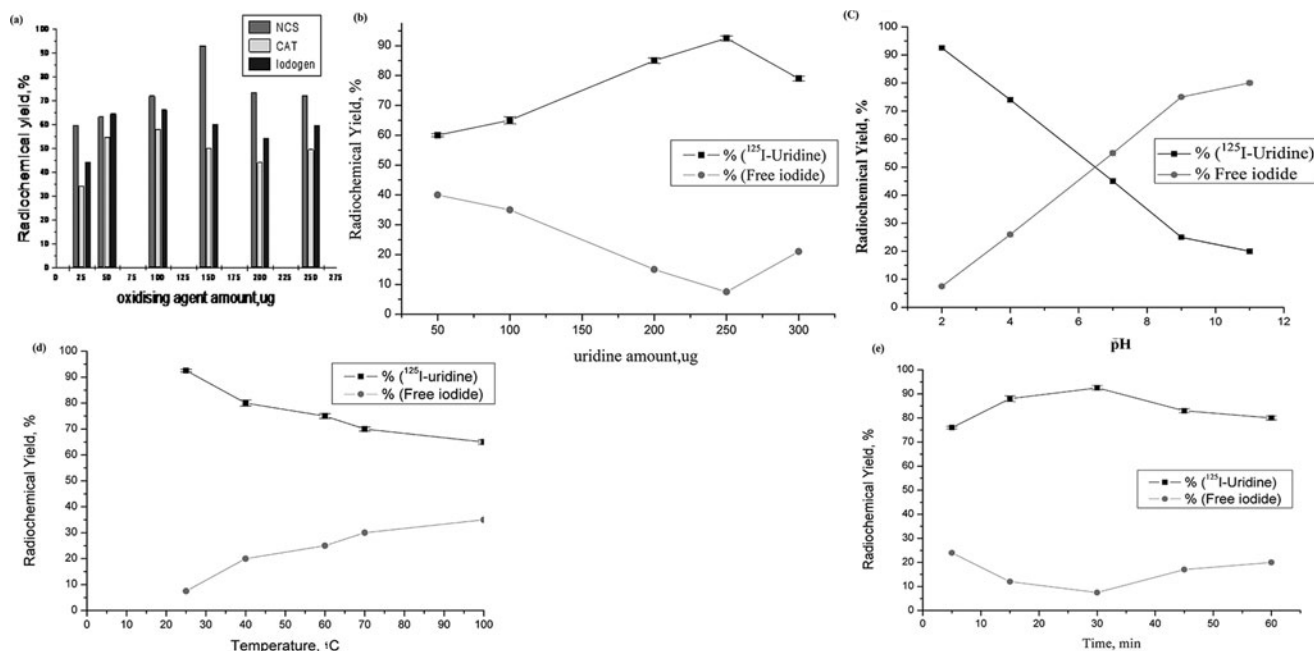 (a)
100
90
80
70
60
50
40
30
20
10
0
Radiochemical yield, %
NCS
CAT
Iodogen
0 25 50 75 100 125 150 175 200 225 250 275
oxidising agent amount,ug
(b)
90
80
70
60
50
40
30
20
10
Radiochemical Yield, %
% (¹²⁵I-Uridine)
% (Free iodide)
50 100 200 250 300
uridine amount,ug
(C)
100
90
80
70
60
50
40
30
20
10
0
Radiochemical Yield, %
% (¹²⁵I-Uridine)
% Free iodide
2 4 6 8 10 12
pH
(d)
100
90
80
70
60
50
40
30
20
10
0
Radiochemical Yield, %
% (¹²⁵I-uridine)
% (Free iodide)
0 10 20 30 40 50 60 70 80 90 100
Temperature, °C
(e)
100
90
80
70
60
50
40
30
20
10
0
Radiochemical Yield, %
% (¹²⁵I-Uridine)
% (Free iodide)
0 10 20 30 40 50 60
Time, min